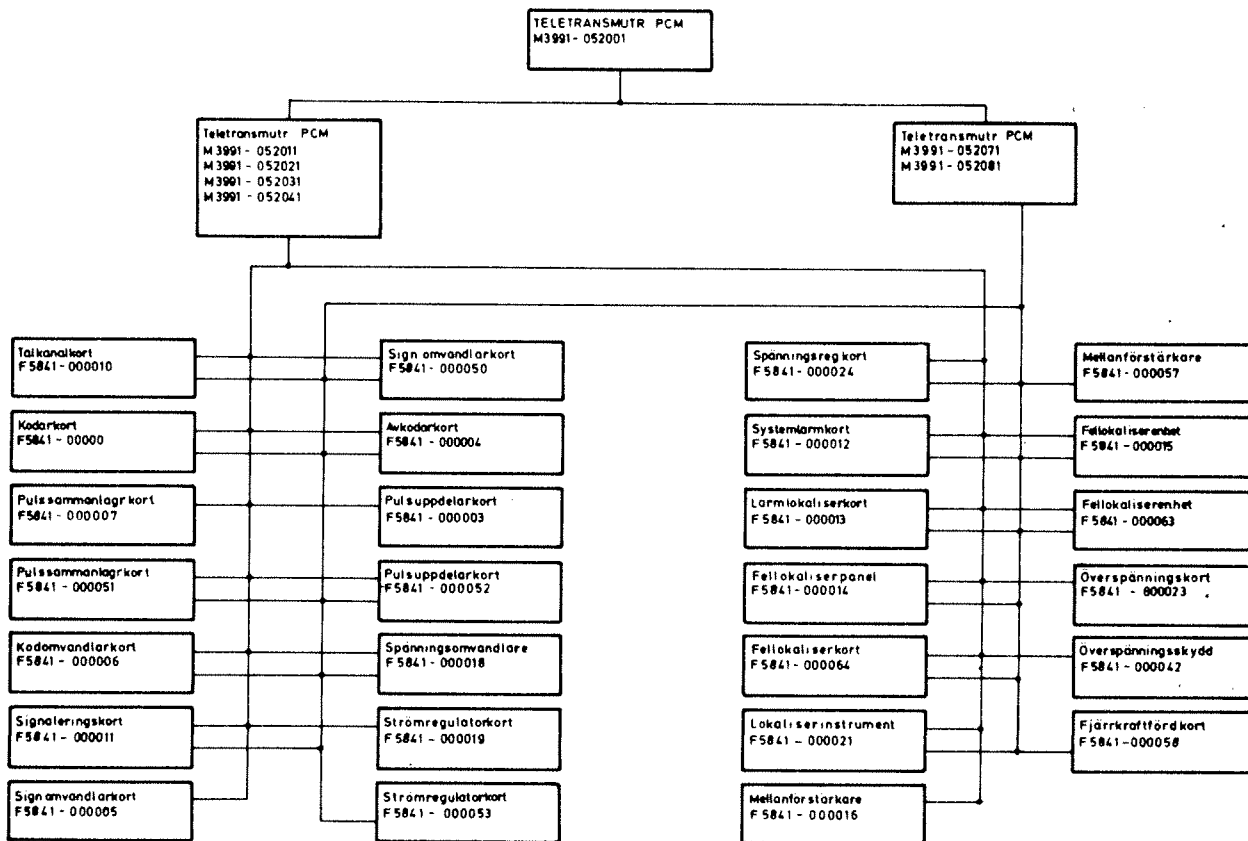 TELETRANSMUTR PCM
M3991-052001
Teletransmutr PCM
M3991-052011
M3991-052021
M3991-052031
M3991-052041
Teletransmutr PCM
M3991-052071
M3991-052081
Talkanalkort
F5841-000010
Sign omvandlarkort
F5841-000050
Kodarkort
F5841-00000
Avkodarkort
F5841-000004
Pulssammanlagrkort
F5841-000007
Pulsuppdelarkort
F5841-000003
Pulssammanlagrkort
F5841-000051
Pulsuppdelarkort
F5841-000052
Kodomvandlarkort
F5841-000006
Spänningsomvandlare
F5841-000018
Signaleringskort
F5841-000011
Strömregulatorkort
F5841-000019
Signomvandlarkort
F5841-000005
Strömregulatorkort
F5841-000053
Spänningsregkort
F5841-000024
Mellanförstärkare
F5841-000057
Systemlarmkort
F5841-000012
Fellokaliserenhet
F5841-000015
Larmlokaliserkort
F5841-000013
Fellokaliserenhet
F5841-000063
Fellokaliserpanel
F5841-000014
Överspänningskort
F5841-800023
Fellokaliserkort
F5841-000064
Överspänningsskydd
F5841-000042
Lokaliserinstrument
F5841-000021
Fjärrkraftfördkort
F5841-000058
Mellanförstärkare
F5841-000016